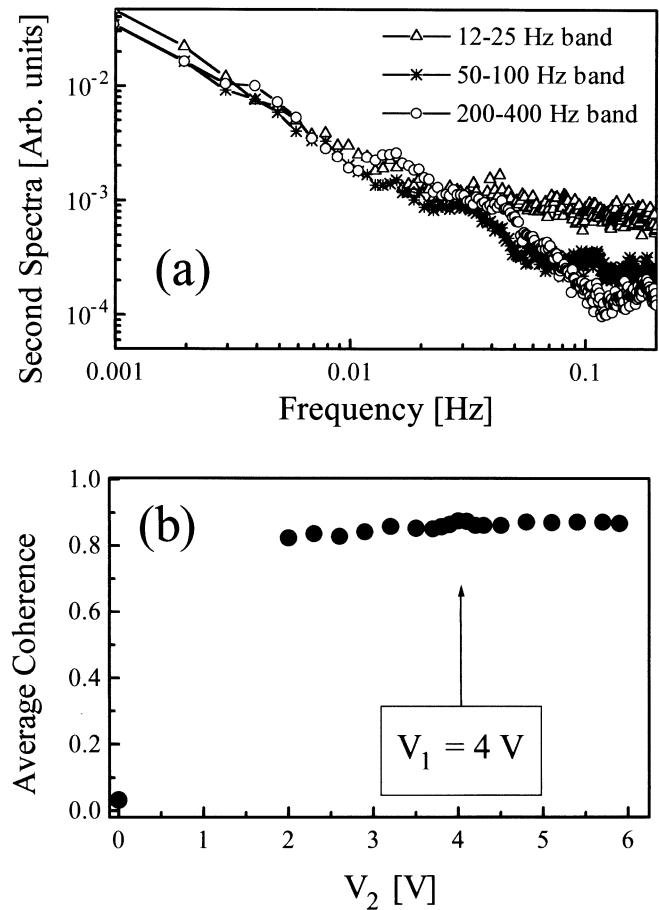 Second Spectra [Arb. units]
10⁻²
10⁻³
10⁻⁴
12-25 Hz band
50-100 Hz band
200-400 Hz band
(a)
0.001
0.01
0.1
Frequency [Hz]
Average Coherence
1.0
0.8
0.6
0.4
0.2
0.0
(b)
V₁ = 4 V
0
1
2
3
4
5
6
V₂ [V]